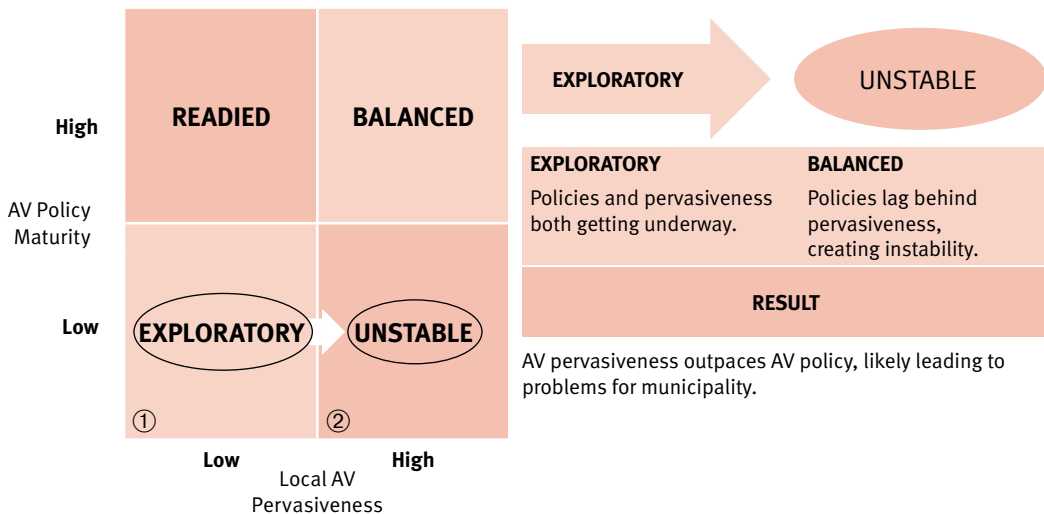 READIED
BALANCED
High
AV Policy
Maturity
Low
EXPLORATORY
UNSTABLE
①
②
Low
High
Local AV
Pervasiveness
EXPLORATORY
UNSTABLE
EXPLORATORY
Policies and pervasiveness
both getting underway.
BALANCED
Policies lag behind
pervasiveness,
creating instability.
RESULT
AV pervasiveness outpaces AV policy, likely leading to
problems for municipality.